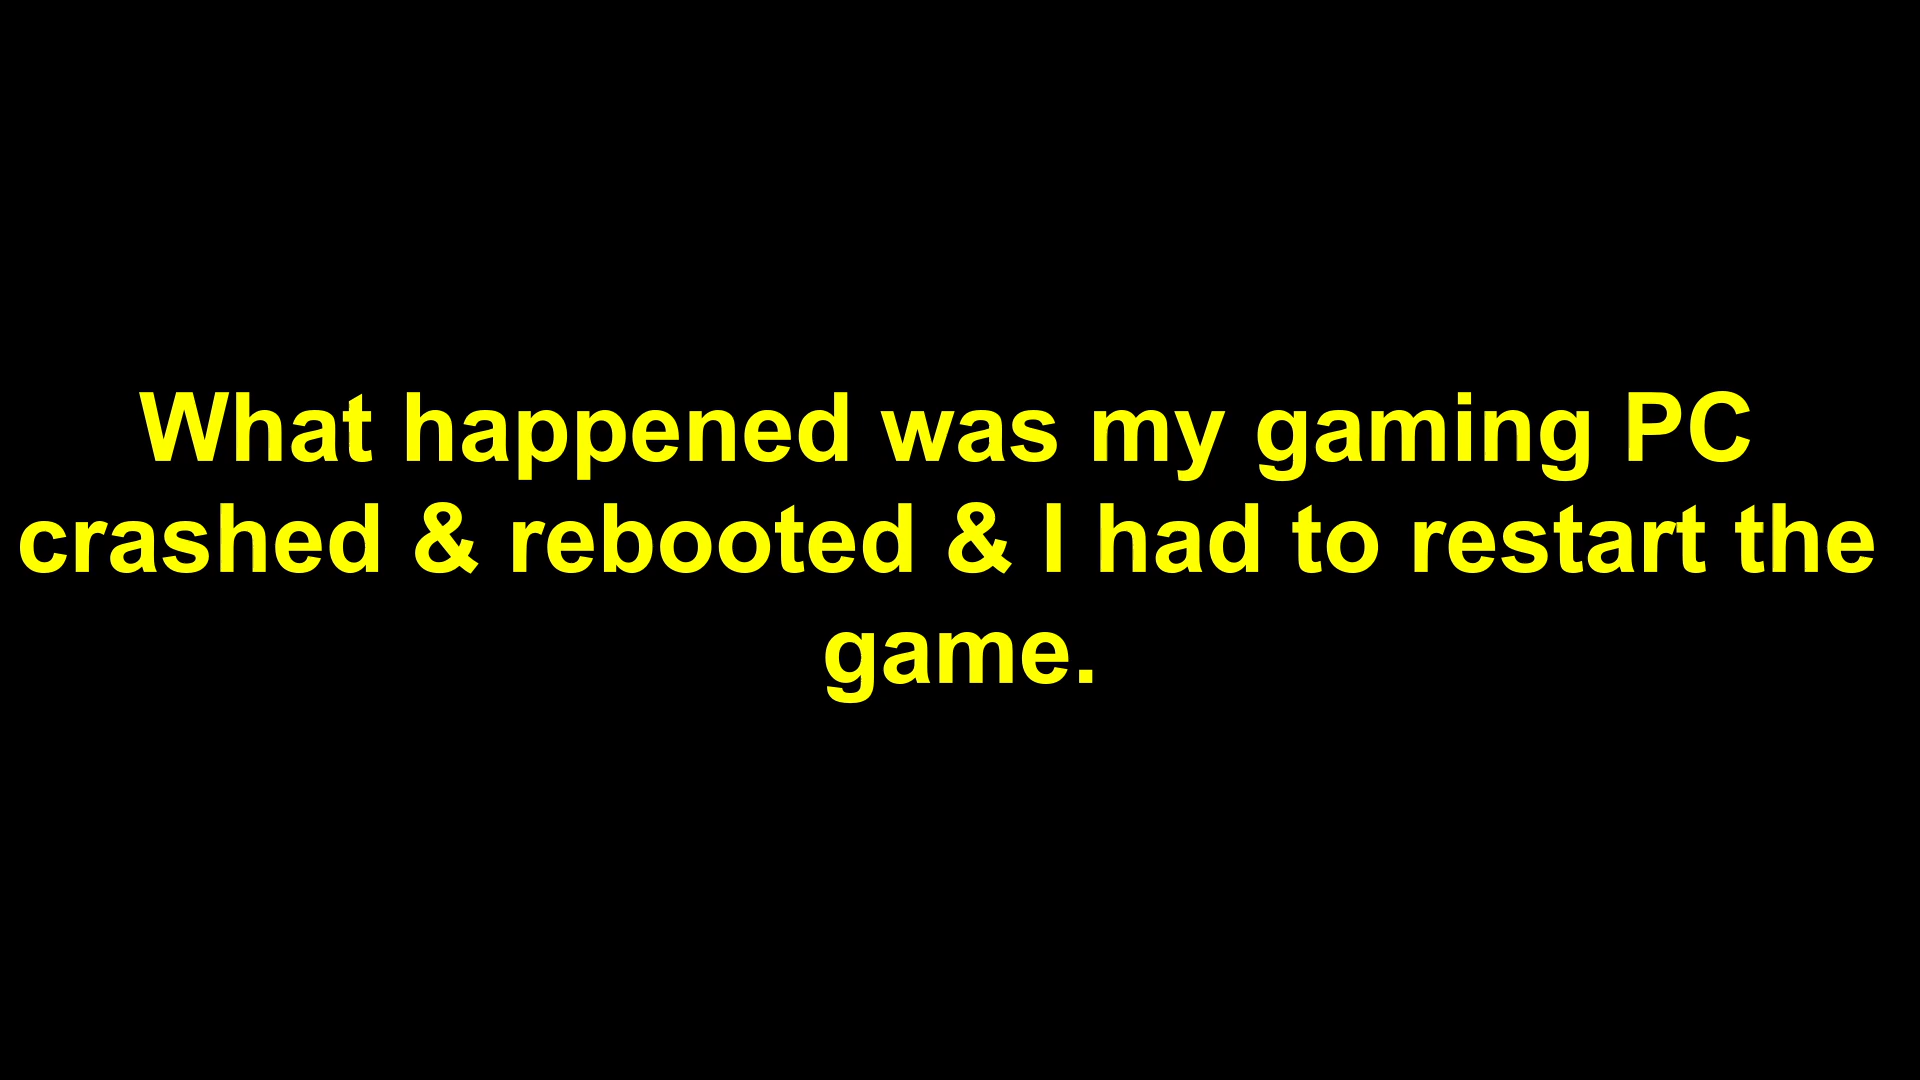 What happened was my gaming PC
crashed & rebooted & I had to restart the
game.